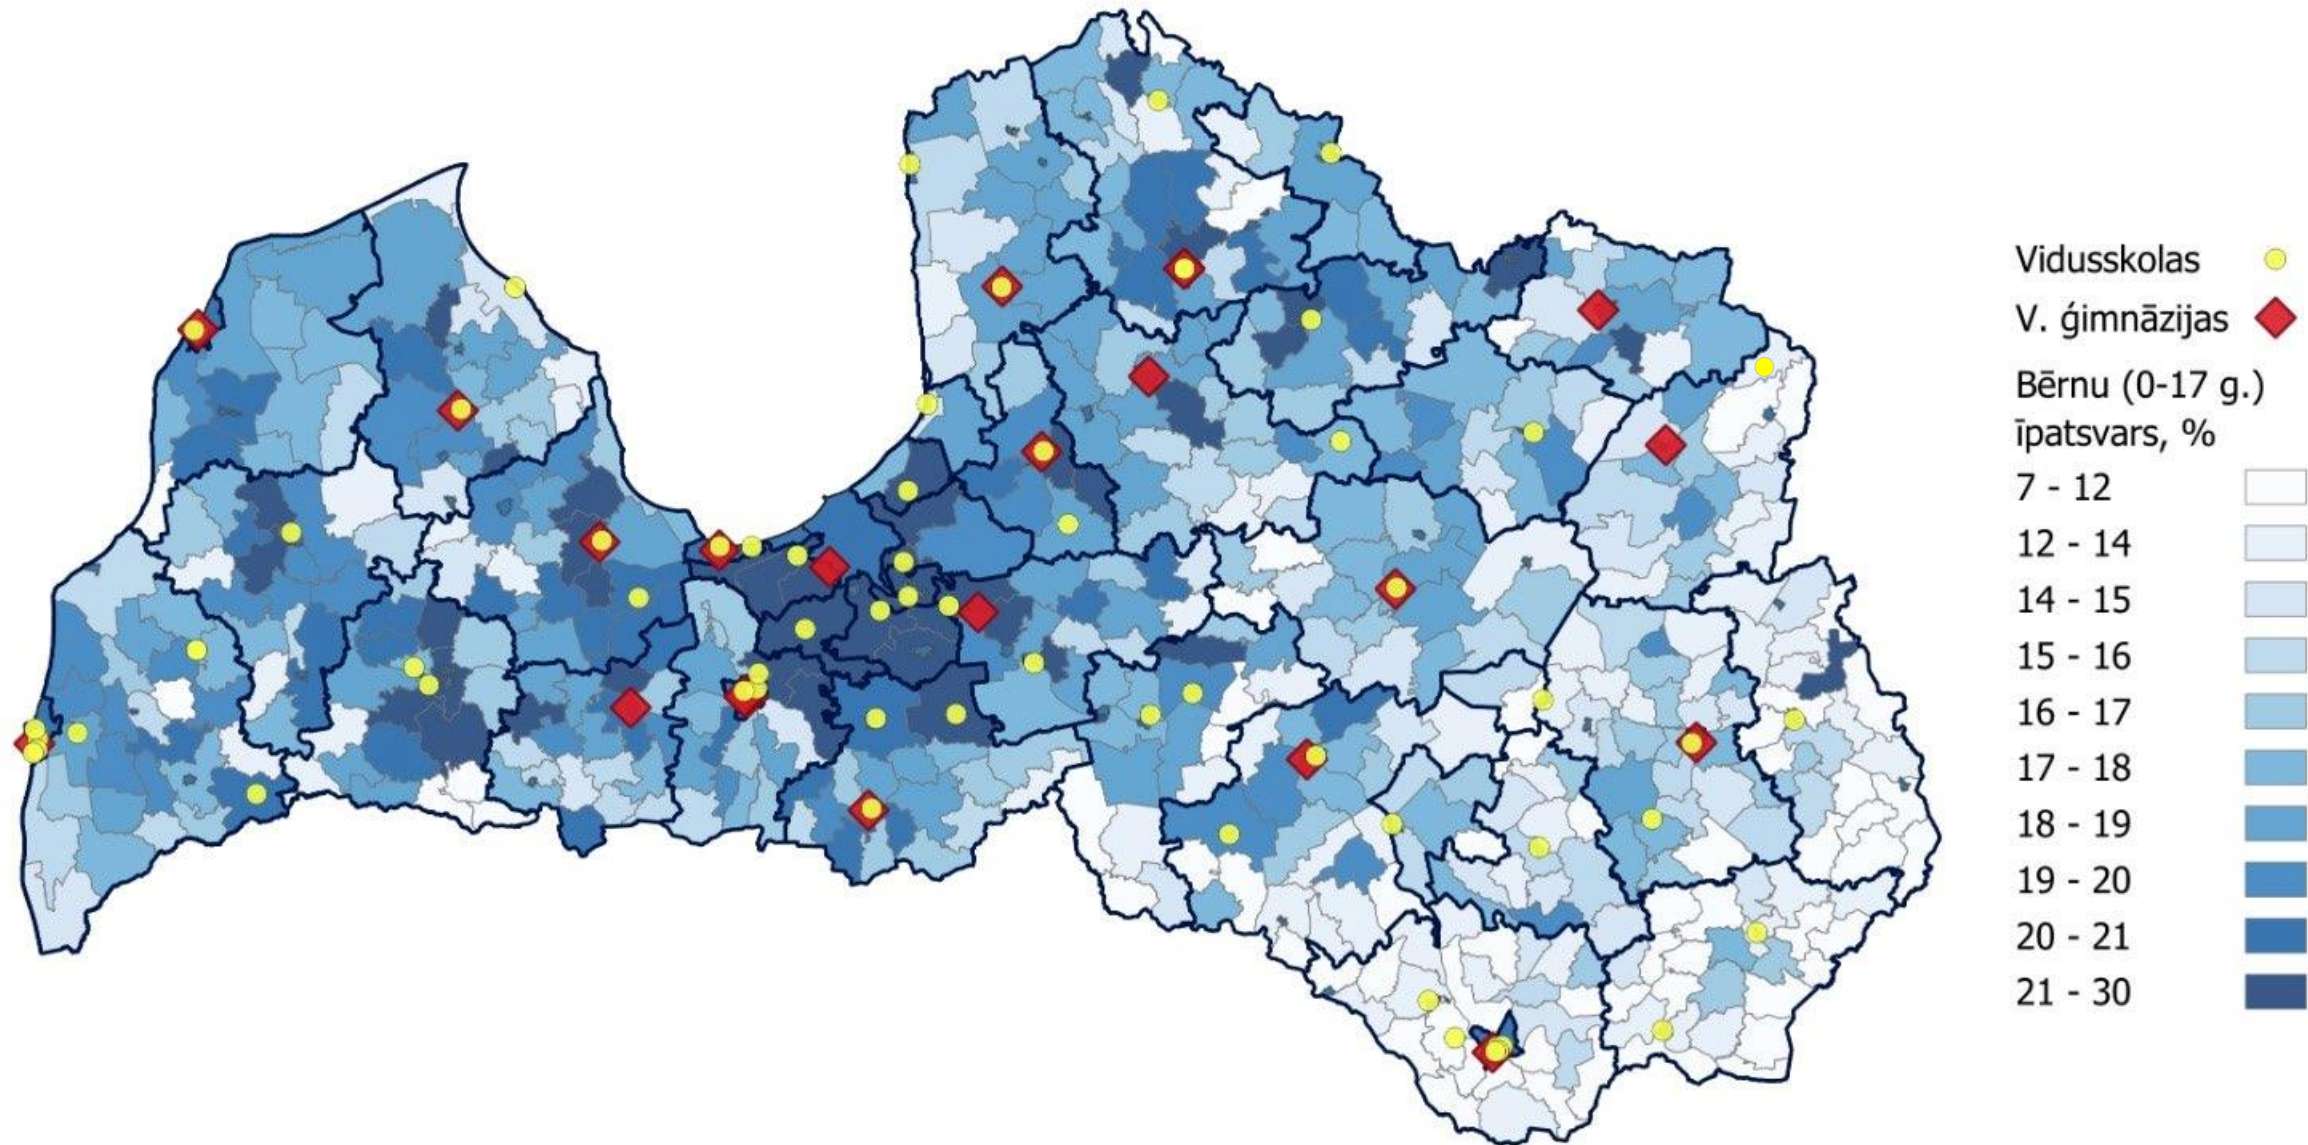 Vidusskolas
V. ģimnāzijas
Bērnu (0-17 g.)
īpatsvars, %
7 - 12
12 - 14
14 - 15
15 - 16
16 - 17
17 - 18
18 - 19
19 - 20
20 - 21
21 - 30